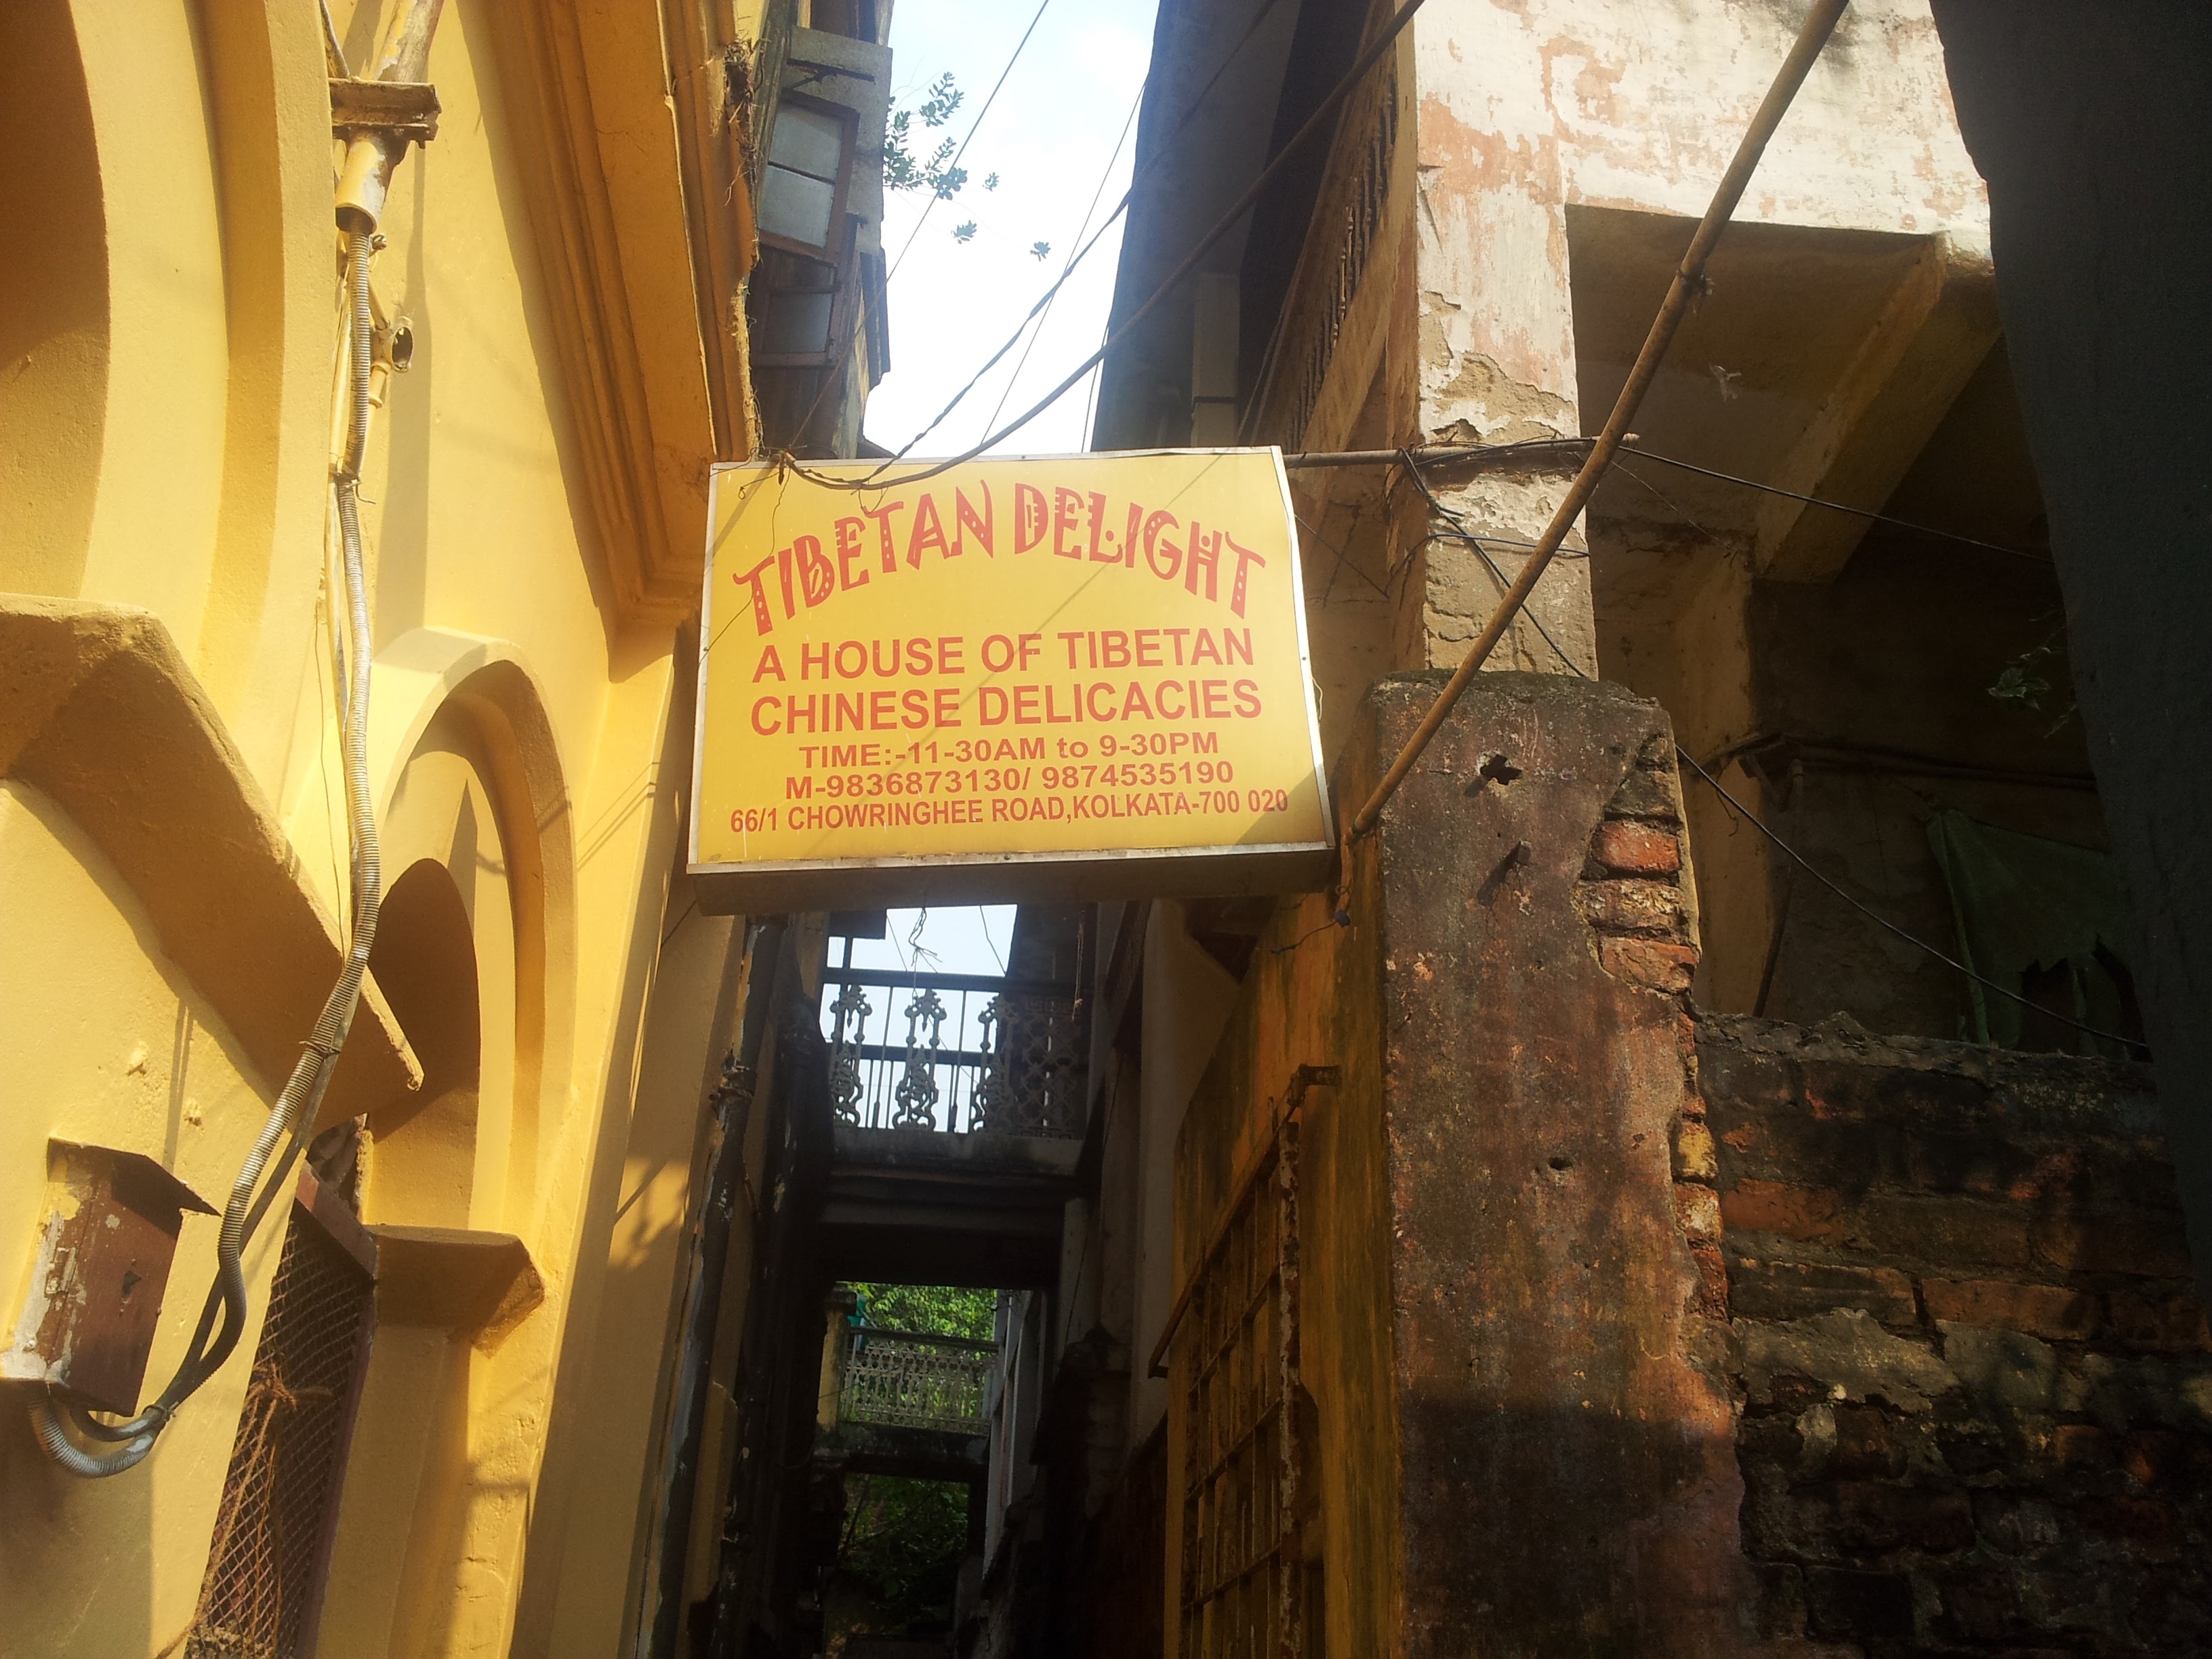 TIBETAN DELIGHT
A HOUSE OF TIBETAN
CHINESE DELICACIES
TIME:-11-30AM to 9-30PM
M-9836873130/ 9874535190
66/1 CHOWRINGHEE ROAD,KOLKATA-700 020